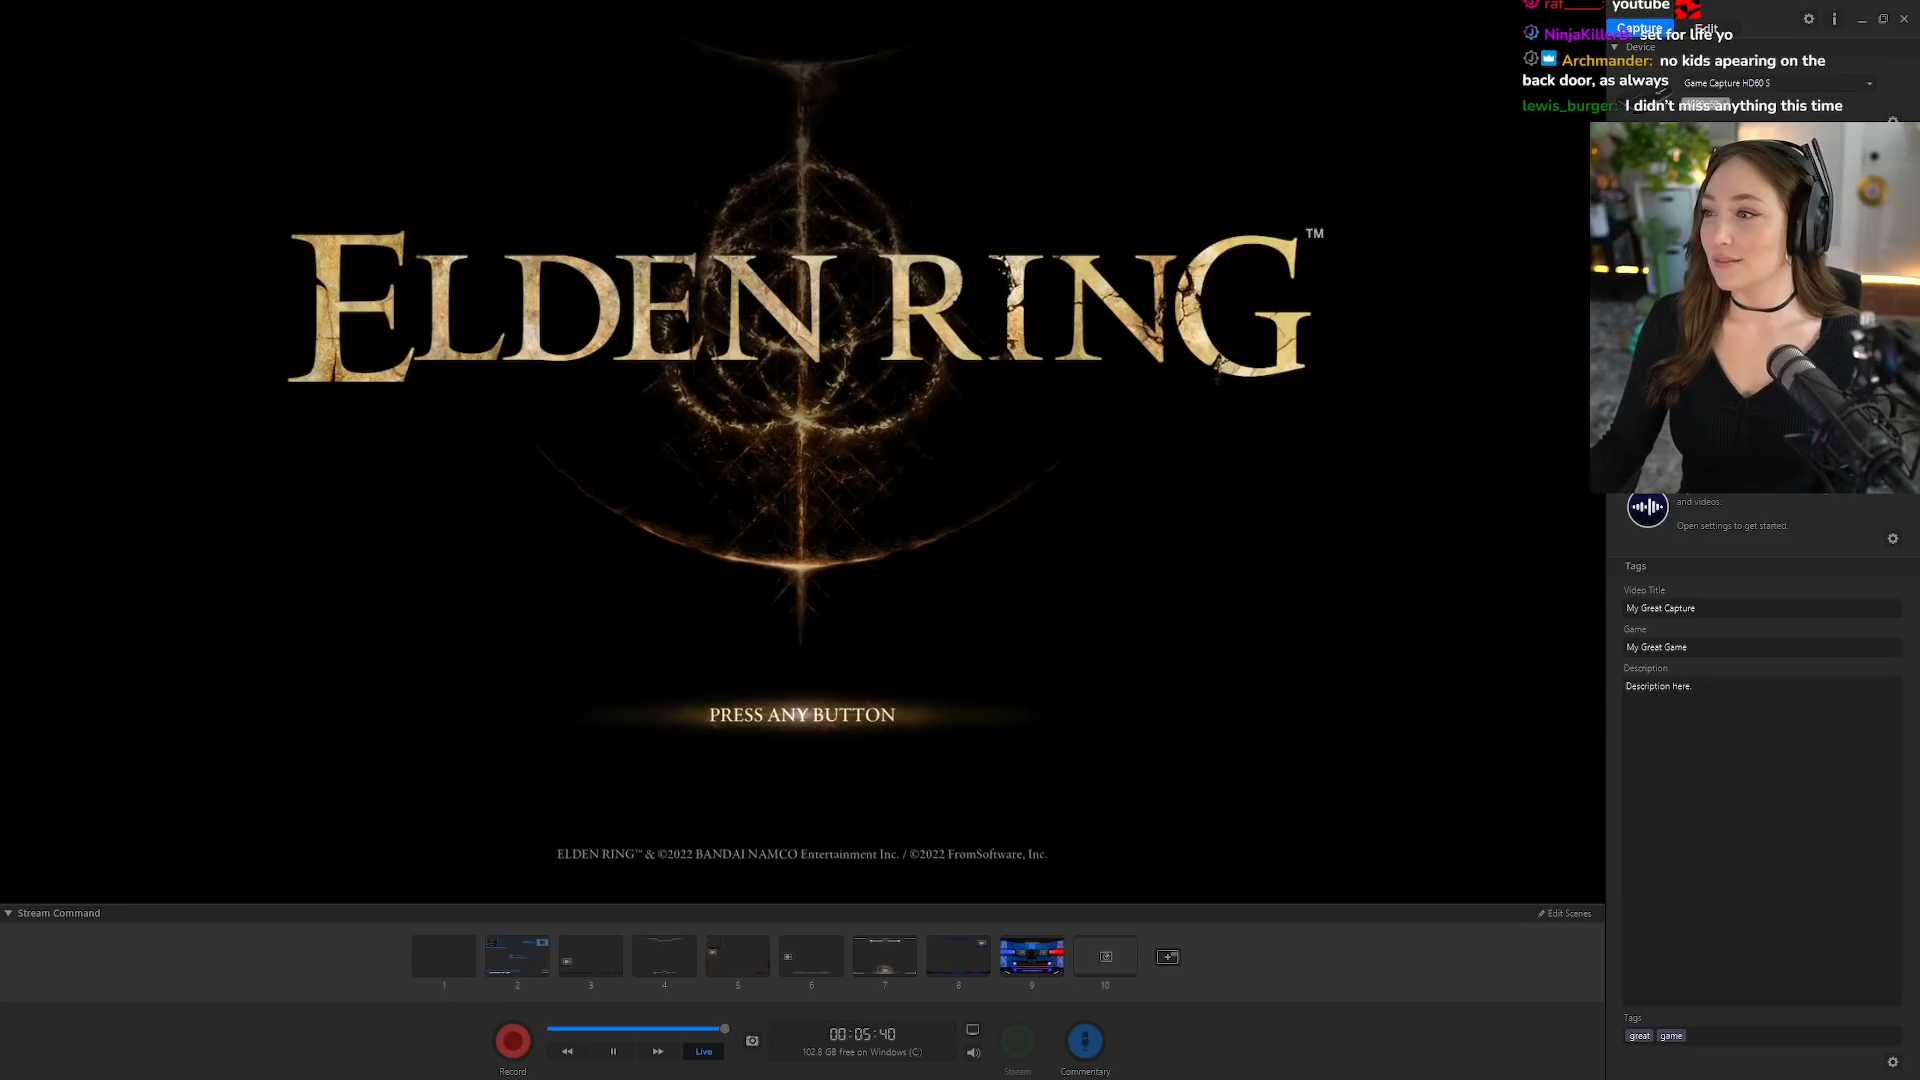 raf_____: youtube
Capture
Edit
NinjaKiller: set for life yo
Device
Archmander: no kids apearing on the
back door, as always
Game Capture HD60 S
lewis_burger: I didn't miss anything this time
ELDEN RING™
PRESS ANY BUTTON
ELDEN RING™ & ©2022 BANDAI NAMCO Entertainment Inc. / ©2022 FromSoftware, Inc.
and videos.
Open settings to get started.
Tags
Video Title
My Great Capture
Game
My Great Game
Description
Description here.
Tags
great game
Stream Command
Edit Scenes
1 2 3 4 5 6 7 8 9 10
00:05:40
102.8 GB free on Windows (C:)
Live
Record
Stream
Commentary